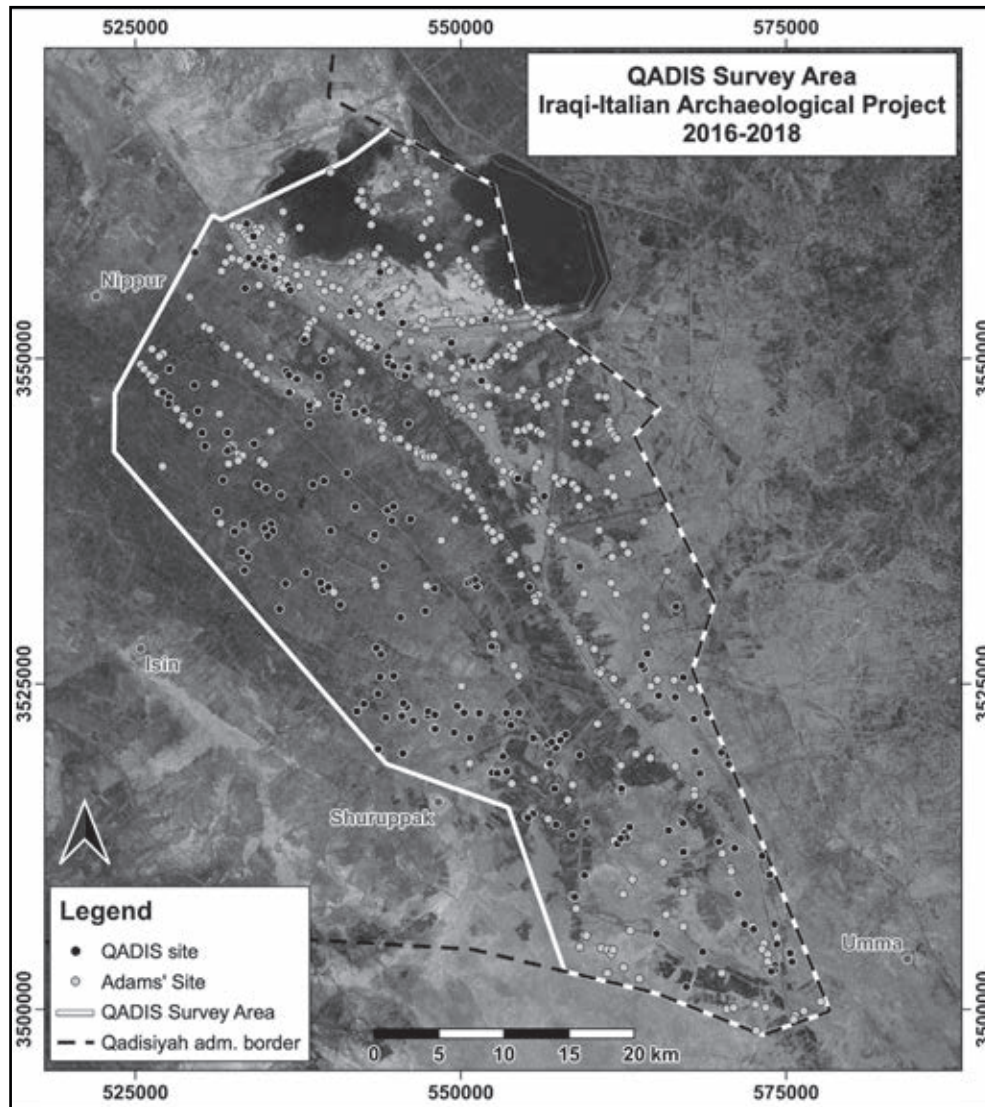 525000 550000 575000
QADIS Survey Area
Iraqi-Italian Archaeological Project
2016-2018
Nippur
3550000 3550000
Isin
3525000 3525000
Shuruppak
Legend
QADIS site
Adams' Site
QADIS Survey Area
Qadisiyah adm. border
Umma
3500000 3500000
0 5 10 15 20 km
525000 550000 575000